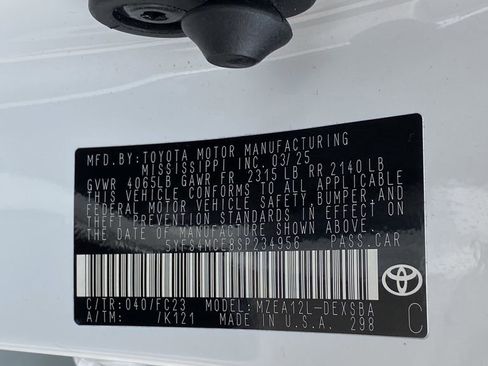 MFD. BY: TOYOTA MOTOR MANUFACTURING
MISSISSIPPI INC. 03/25
GVWR 4065LB GAWR FR 2315 LB RR 2140 LB
THIS VEHICLE CONFORMS TO ALL APPLICABLE
FEDERAL MOTOR VEHICLE SAFETY, BUMPER, AND
THEFT PREVENTION STANDARDS IN EFFECT ON
THE DATE OF MANUFACTURE SHOWN ABOVE.
5YFS4MCE8SP234956 PASS. CAR
C/TR: 040/FC23 MODEL: MZEA12L-DEXSBA
A/TM: /K121 MADE IN U.S.A. 298 C
TOYOTA